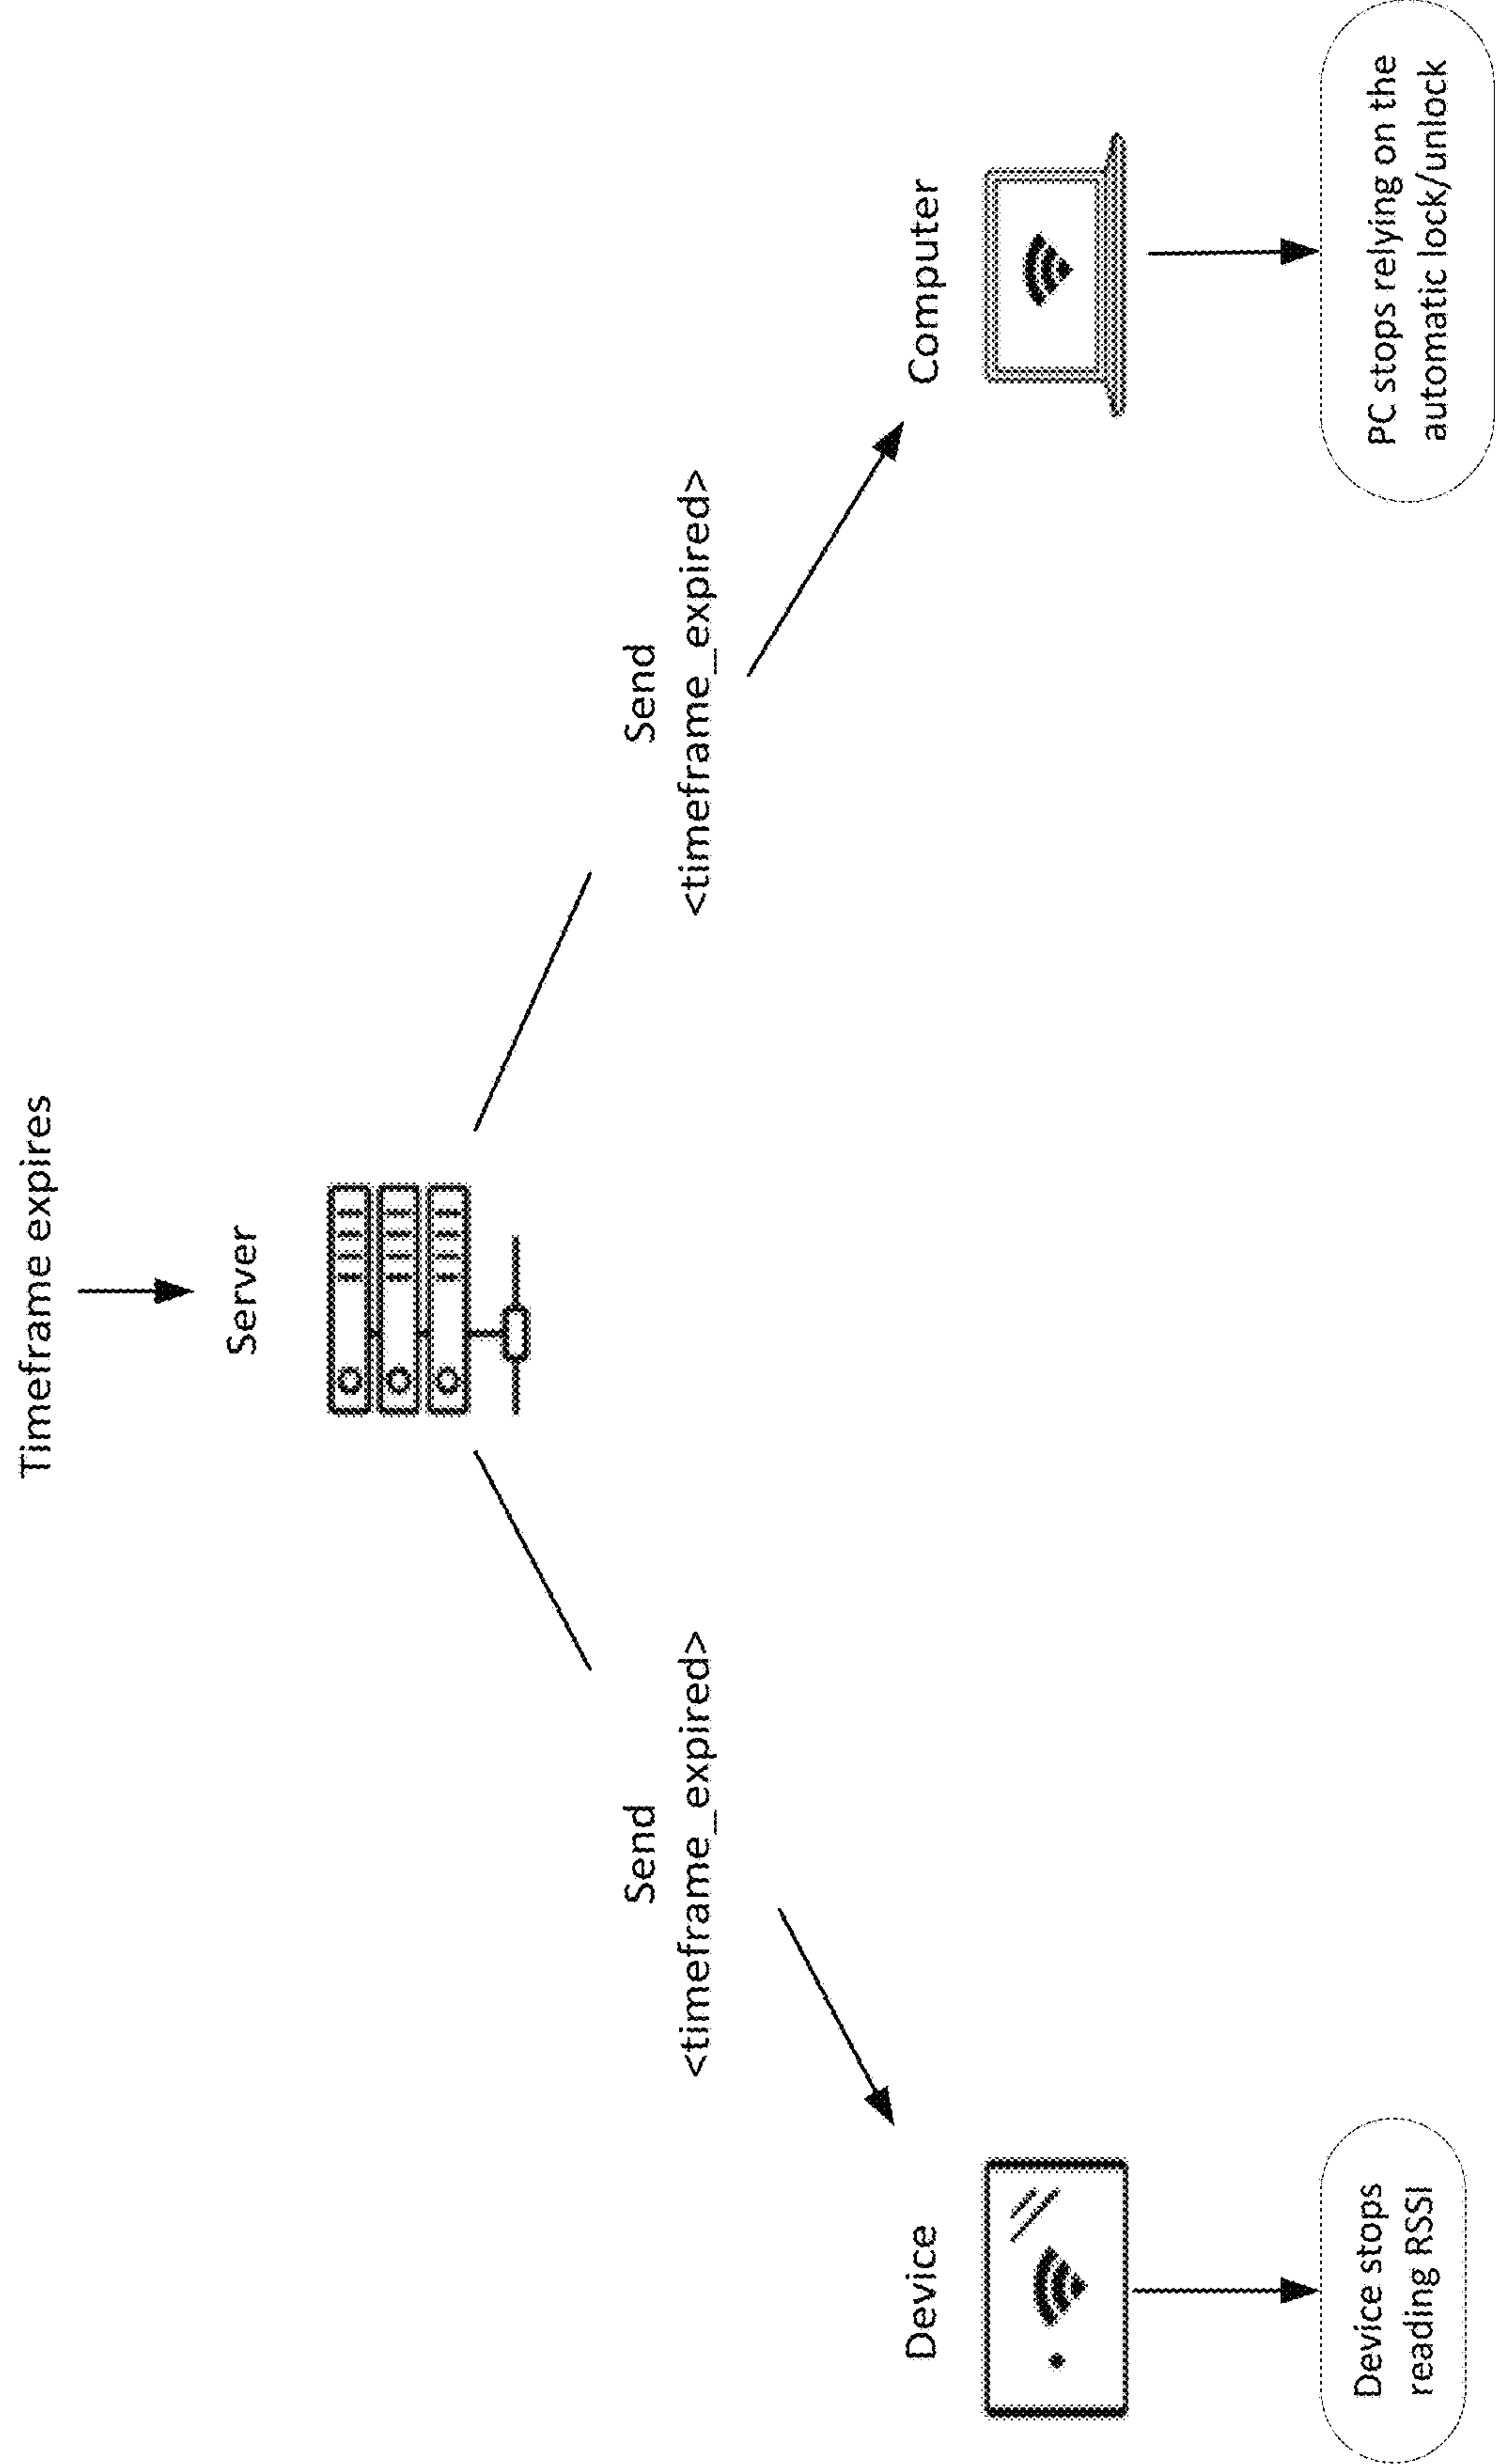 Timeframe expires
Server
Send
<timeframe_expired>
Send
<timeframe_expired>
Device
Computer
Device stops
reading RSSI
PC stops relying on the
automatic lock/unlock